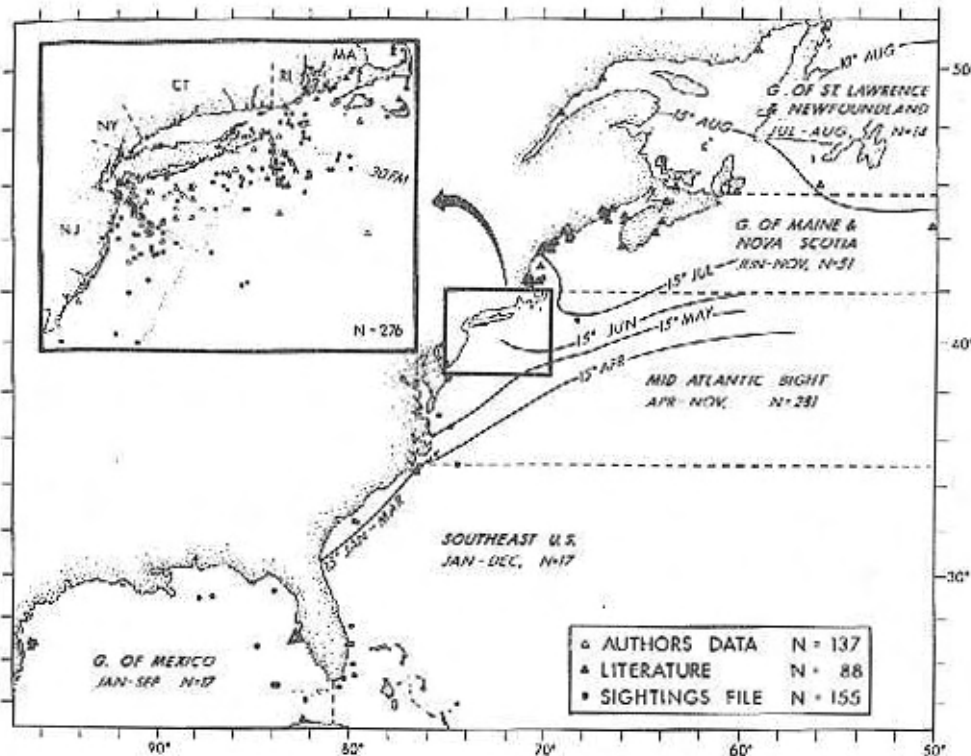 MA
RI
CT
NY
NJ
30FM
N = 276
10° AUG
50°
G. OF ST LAWRENCE
& NEWFOUNDLAND
JUL-AUG, N=14
15° AUG
G. OF MAINE &
NOVA SCOTIA
JUN-NOV, N=51
15° JUL
15° JUN
15° MAY
40°
15° APR
MID ATLANTIC BIGHT
APR-NOV, N=281
15° JAN-MAR
SOUTHEAST U.S.
JAN-DEC, N=17
30°
G. OF MEXICO
JAN-SEP N=17
△ AUTHORS DATA N = 137
▲ LITERATURE N = 88
• SIGHTINGS FILE N = 155
90° 80° 70° 60° 50°